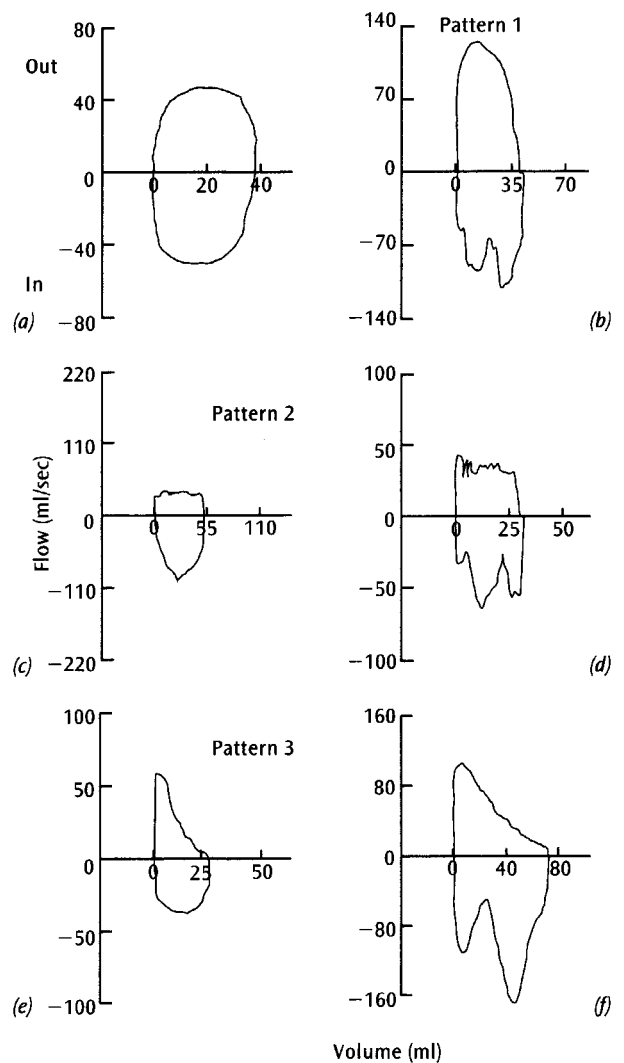 Pattern 1
Out
80
40
0
0 20 40
−40
In
−80
(a)
140
70
0
0 35 70
−70
−140
(b)
Pattern 2
Flow (ml/sec)
220
110
0
0 55 110
−110
−220
(c)
100
50
0
0 25 50
−50
−100
(d)
Pattern 3
100
50
0
0 25 50
−50
−100
(e)
160
80
0
0 40 80
−80
−160
(f)
Volume (ml)